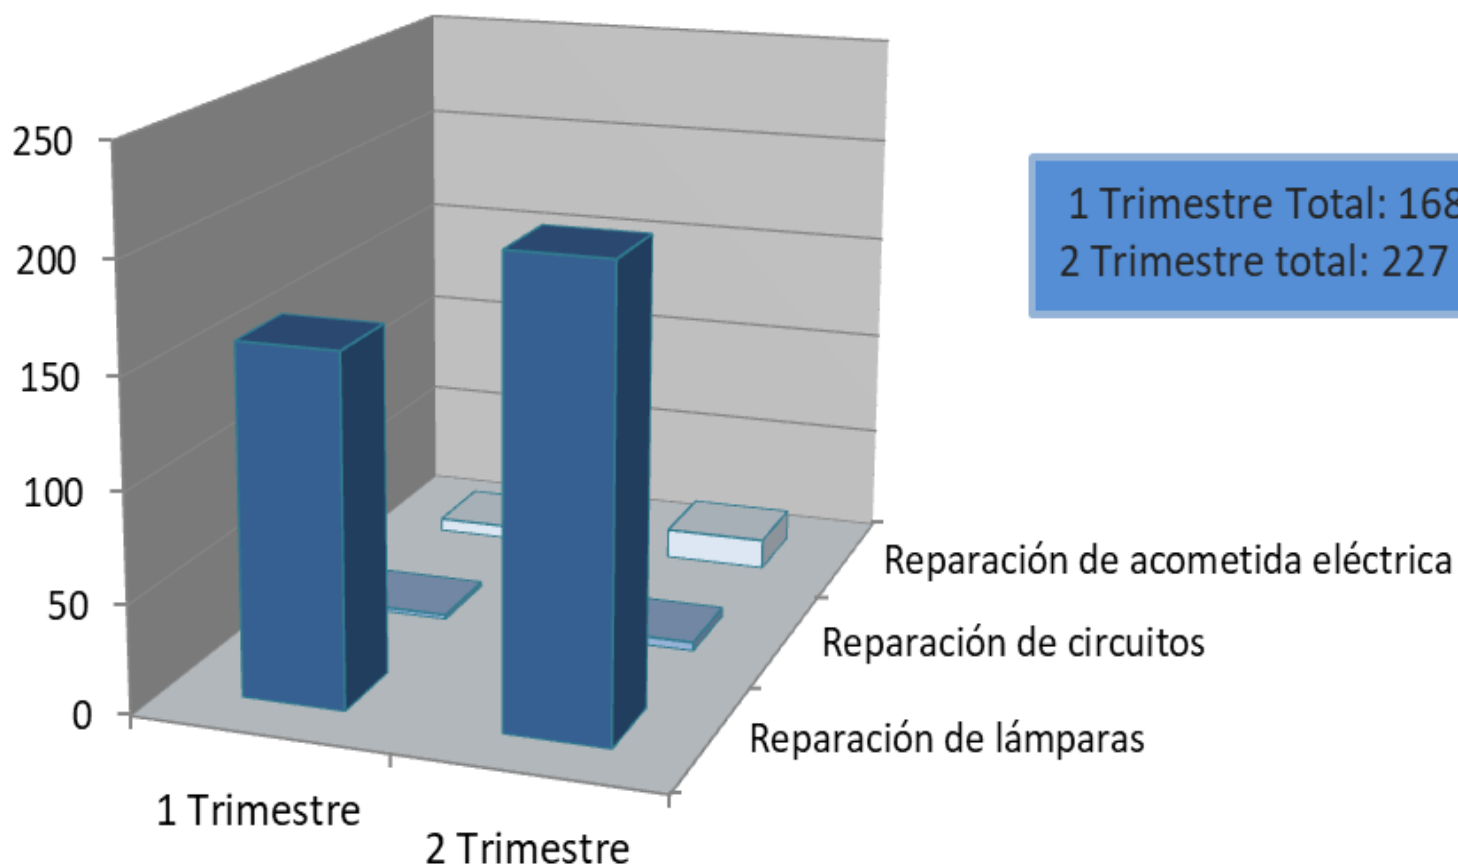 250
200
150
100
50
0
1 Trimestre Total: 168
2 Trimestre total: 227
Reparación de acometida eléctrica
Reparación de circuitos
Reparación de lámparas
1 Trimestre
2 Trimestre